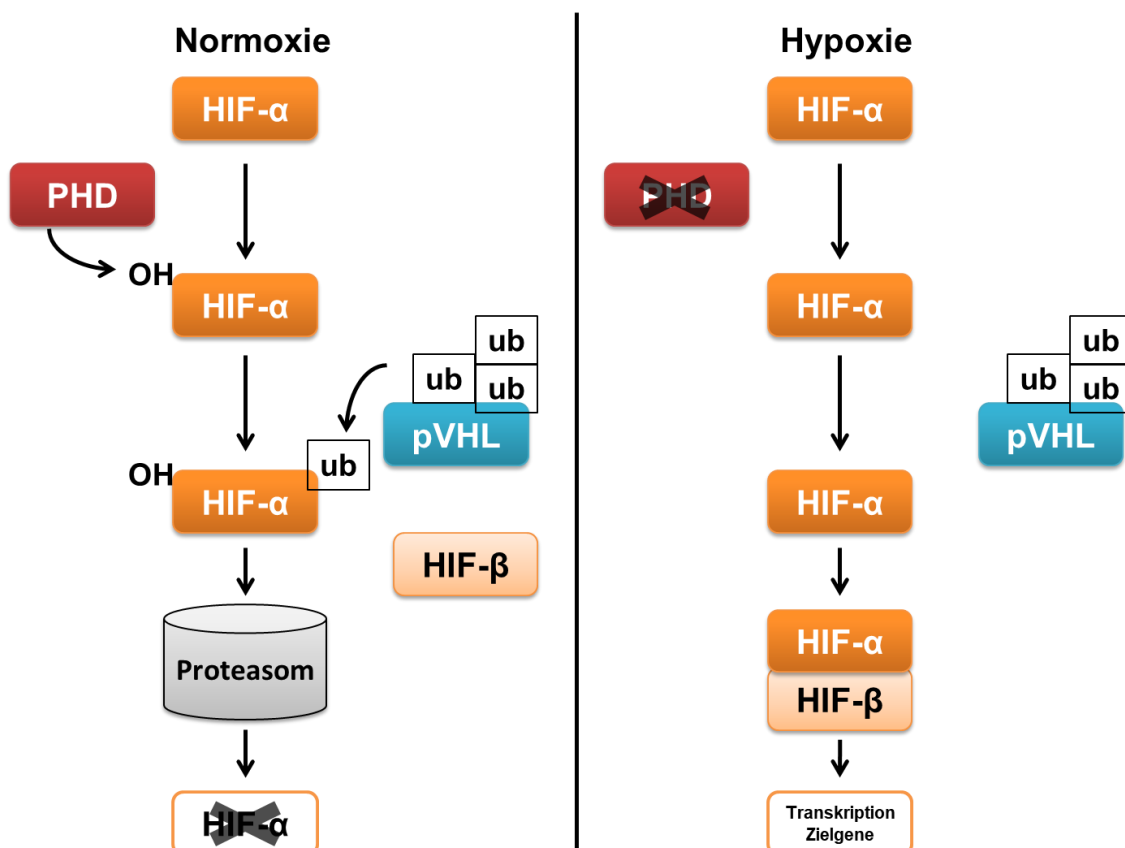 Normoxie
HIF-α
PHD
OH
HIF-α
ub
ub
ub
pVHL
ub
OH
HIF-α
HIF-β
Proteasom
HIF-α
Hypoxie
HIF-α
PHD
HIF-α
ub
ub
ub
pVHL
HIF-α
HIF-α
HIF-β
Transkription
Zielgene